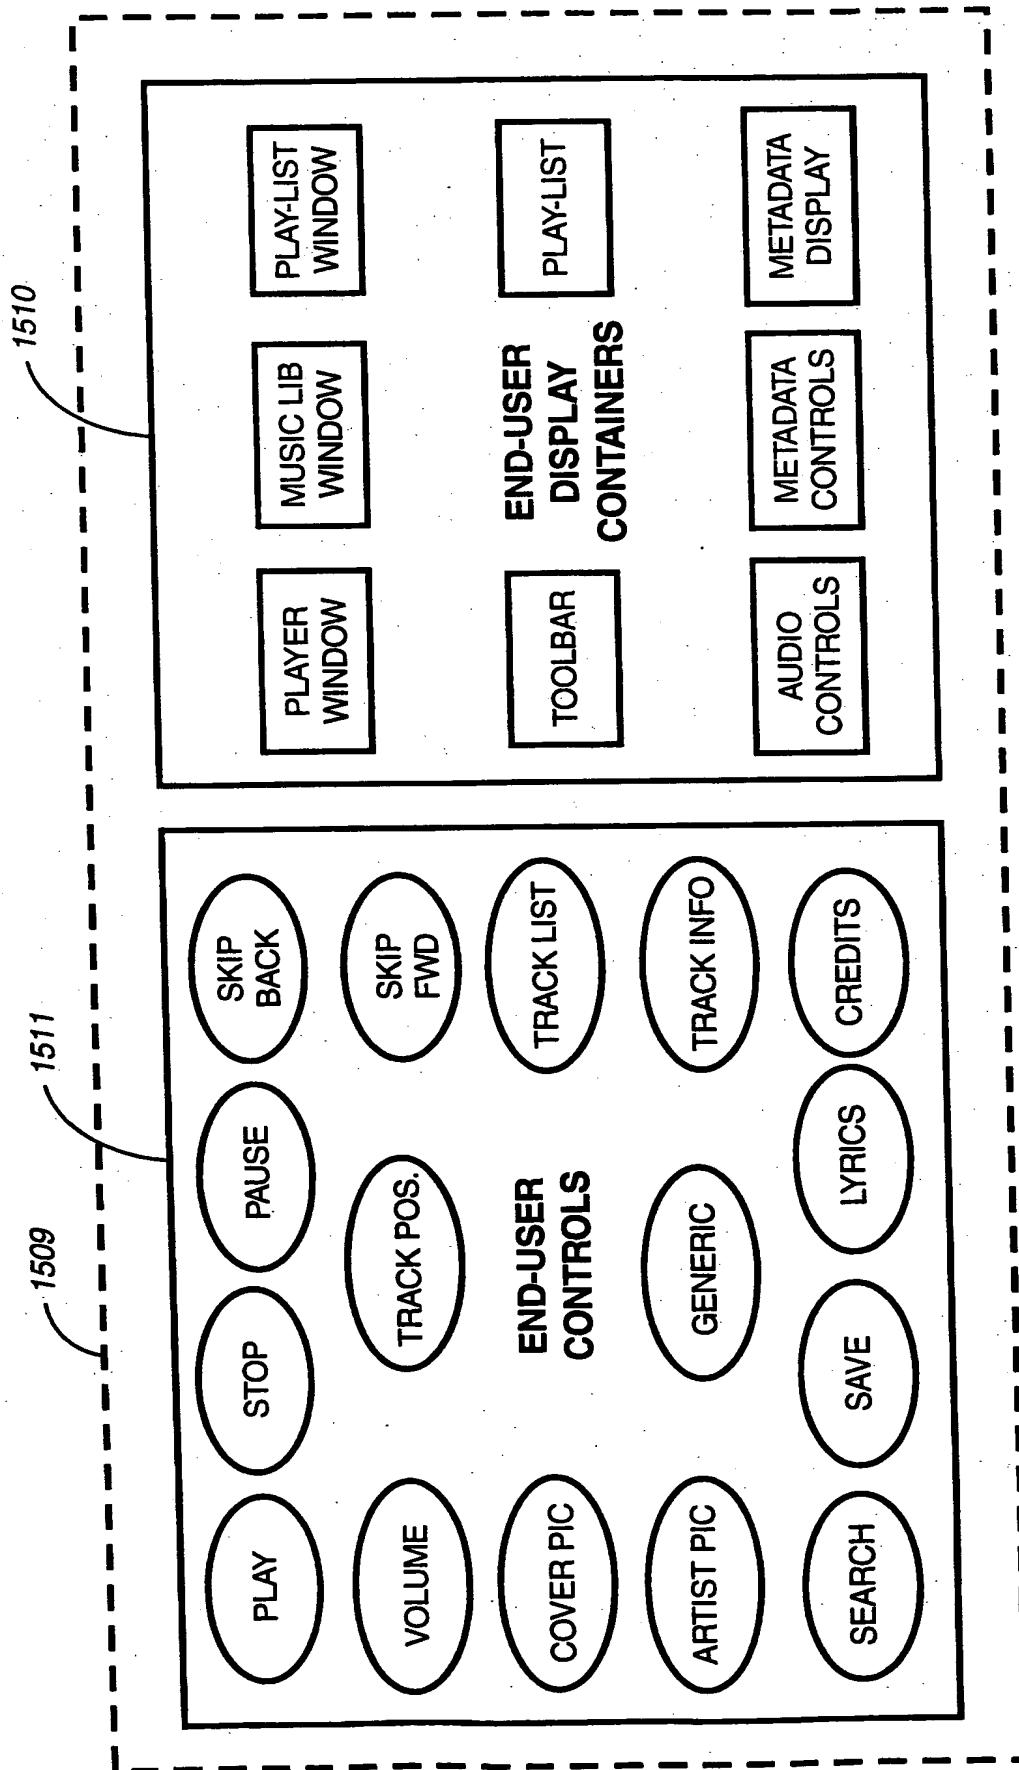 1509
1511
1510
PLAY
STOP
PAUSE
SKIP
BACK
VOLUME
TRACK POS.
SKIP
FWD
COVER PIC
END-USER
CONTROLS
TRACK LIST
ARTIST PIC
GENERIC
TRACK INFO
SEARCH
SAVE
LYRICS
CREDITS
PLAYER
WINDOW
MUSIC LIB
WINDOW
PLAY-LIST
WINDOW
TOOLBAR
END-USER
DISPLAY
CONTAINERS
PLAY-LIST
AUDIO
CONTROLS
METADATA
CONTROLS
METADATA
DISPLAY